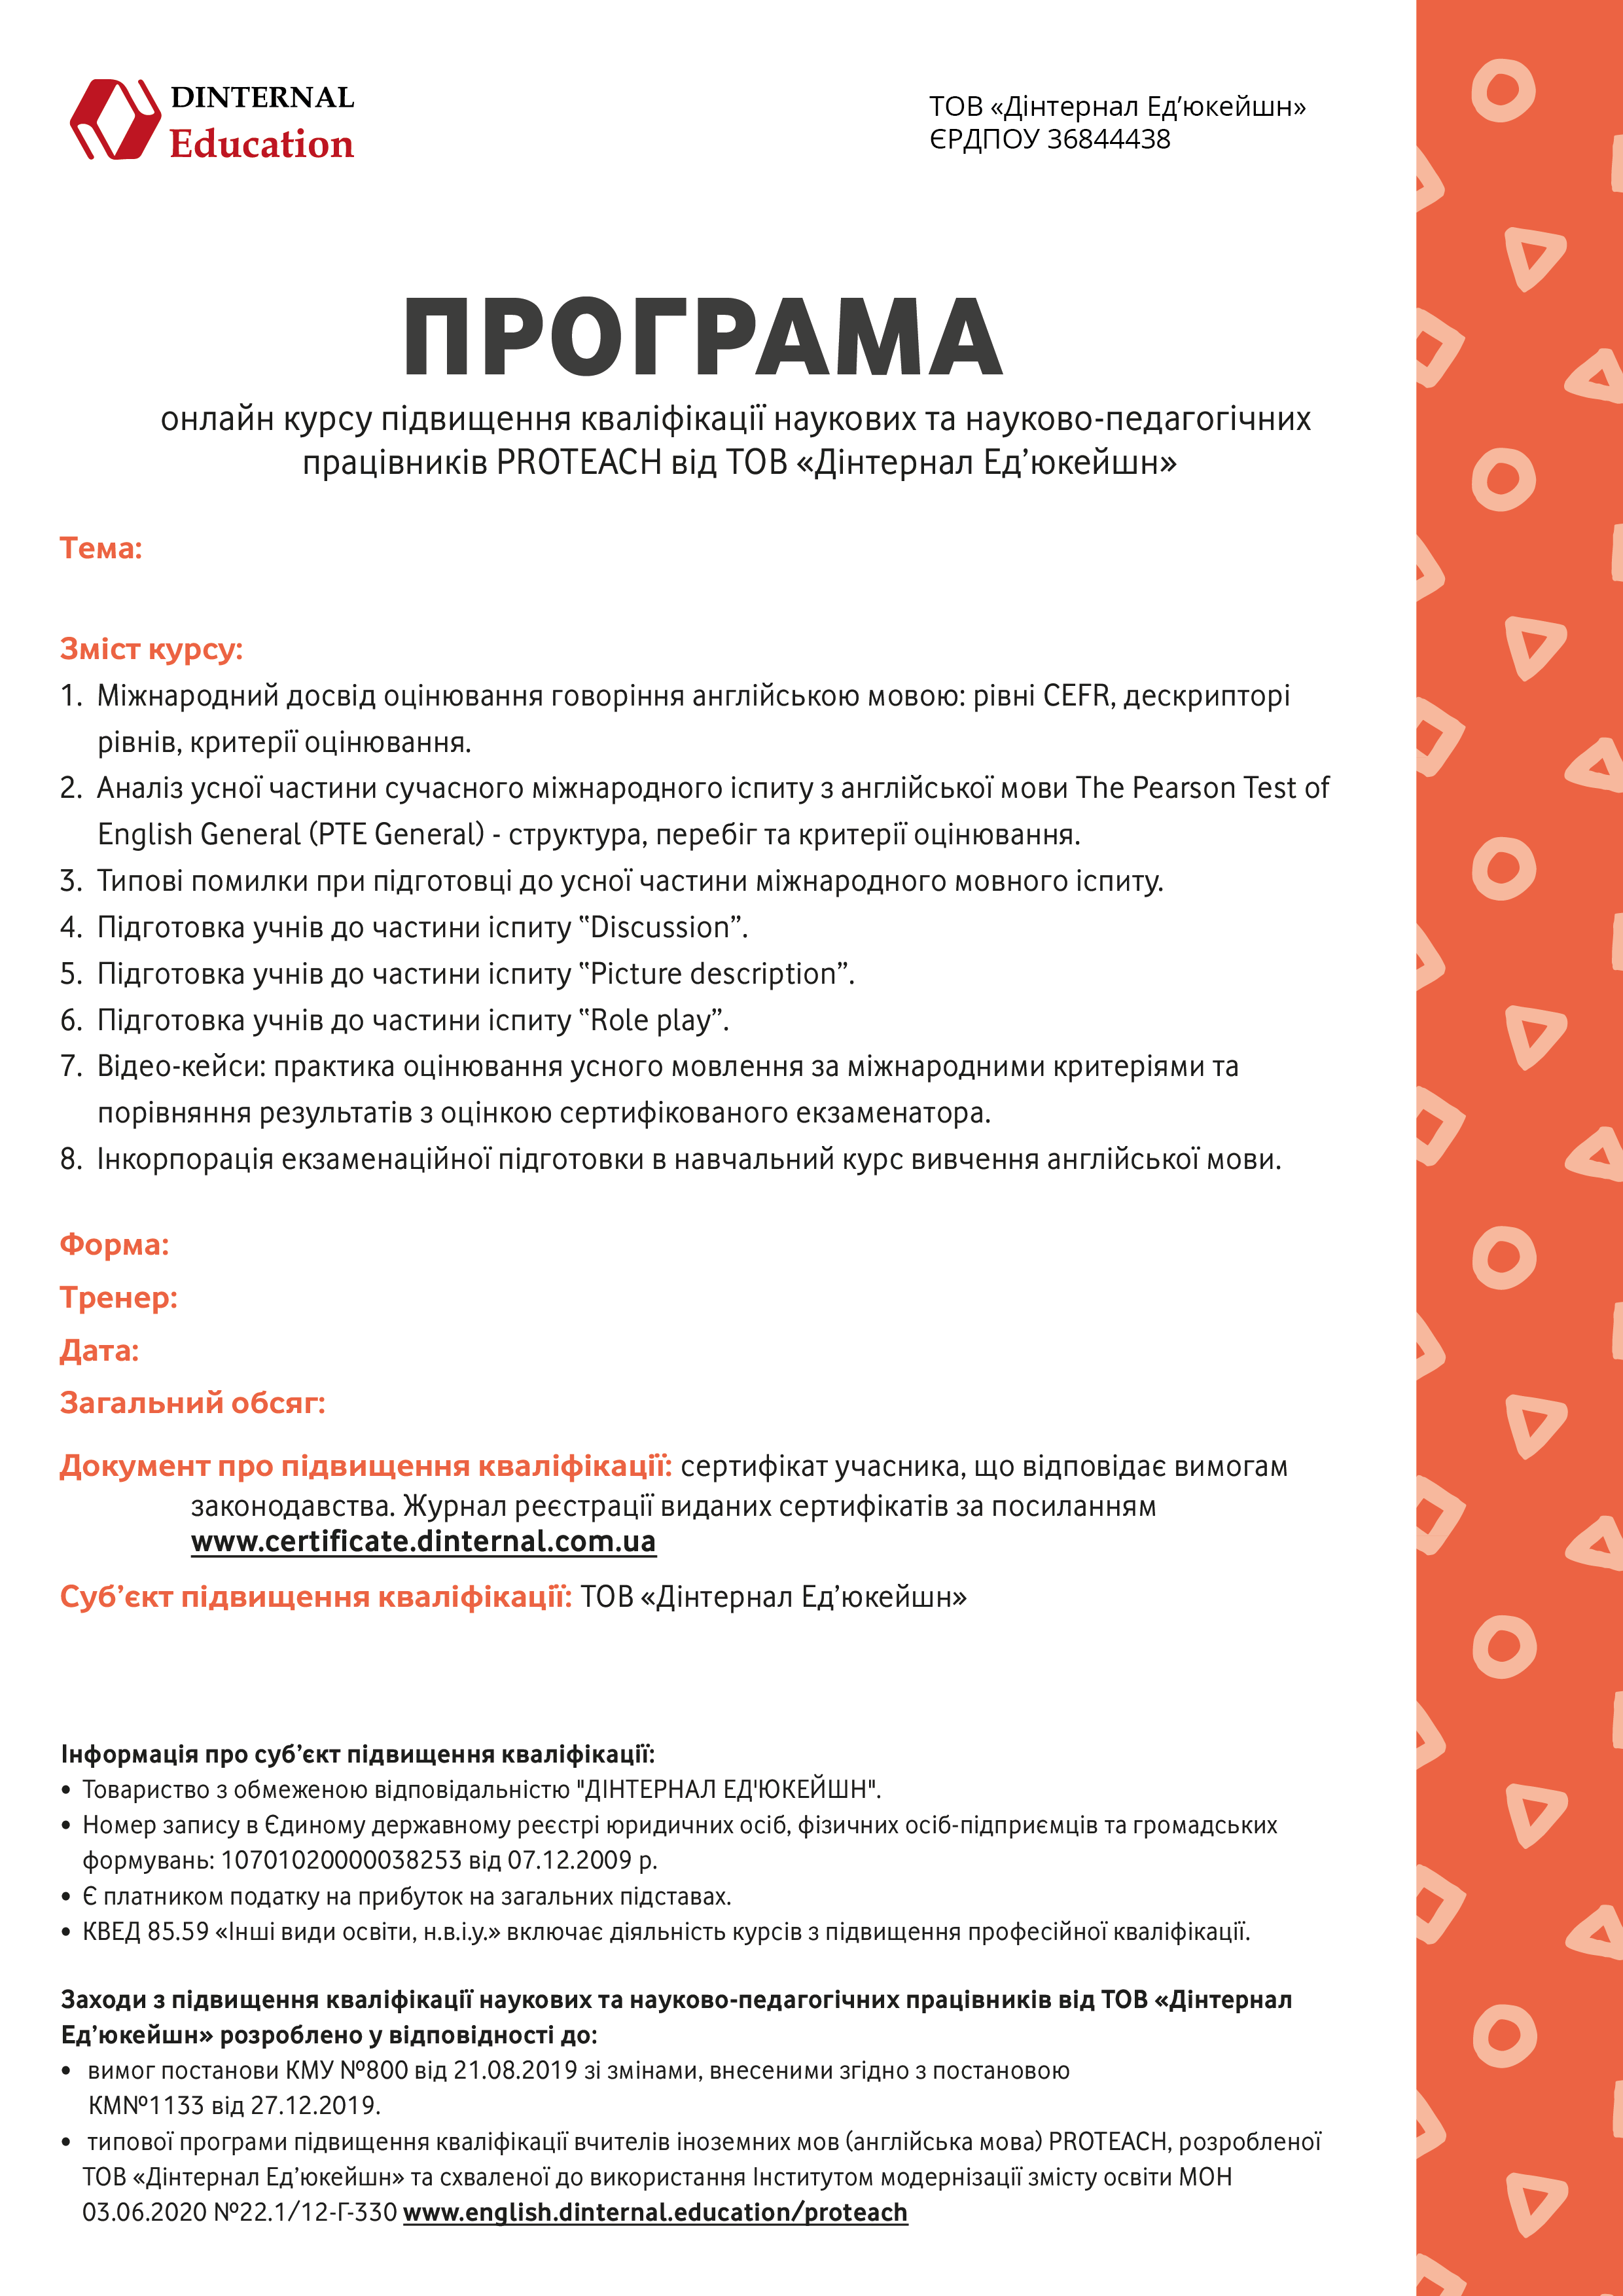 DINTERNAL
Education
ТОВ «Дінтернал Ед’юкейшн»
ЄРДПОУ 36844438
ПРОГРАМА
онлайн курсу підвищення кваліфікації наукових та науково-педагогічних
працівників PROTEACH від ТОВ «Дінтернал Ед’юкейшн»
Тема:
Зміст курсу:
1. Міжнародний досвід оцінювання говоріння англійською мовою: рівні CEFR, дескрипторі
рівнів, критерії оцінювання.
2. Аналіз усної частини сучасного міжнародного іспиту з англійської мови The Pearson Test of
English General (PTE General) - структура, перебіг та критерії оцінювання.
3. Типові помилки при підготовці до усної частини міжнародного мовного іспиту.
4. Підготовка учнів до частини іспиту “Discussion”.
5. Підготовка учнів до частини іспиту “Picture description”.
6. Підготовка учнів до частини іспиту “Role play”.
7. Відео-кейси: практика оцінювання усного мовлення за міжнародними критеріями та
порівняння результатів з оцінкою сертифікованого екзаменатора.
8. Інкорпорація екзаменаційної підготовки в навчальний курс вивчення англійської мови.
Форма:
Тренер:
Дата:
Загальний обсяг:
Документ про підвищення кваліфікації: сертифікат учасника, що відповідає вимогам
законодавства. Журнал реєстрації виданих сертифікатів за посиланням
www.certificate.dinternal.com.ua
Суб’єкт підвищення кваліфікації: ТОВ «Дінтернал Ед’юкейшн»
Інформація про суб’єкт підвищення кваліфікації:
• Товариство з обмеженою відповідальністю "ДІНТЕРНАЛ ЕД'ЮКЕЙШН".
• Номер запису в Єдиному державному реєстрі юридичних осіб, фізичних осіб-підприємців та громадських
формувань: 10701020000038253 від 07.12.2009 р.
• Є платником податку на прибуток на загальних підставах.
• КВЕД 85.59 «Інші види освіти, н.в.і.у.» включає діяльність курсів з підвищення професійної кваліфікації.
Заходи з підвищення кваліфікації наукових та науково-педагогічних працівників від ТОВ «Дінтернал
Ед’юкейшн» розроблено у відповідності до:
• вимог постанови КМУ №800 від 21.08.2019 зі змінами, внесеними згідно з постановою
КМ№1133 від 27.12.2019.
• типової програми підвищення кваліфікації вчителів іноземних мов (англійська мова) PROTEACH, розробленої
ТОВ «Дінтернал Ед’юкейшн» та схваленої до використання Інститутом модернізації змісту освіти МОН
03.06.2020 №22.1/12-Г-330 www.english.dinternal.education/proteach